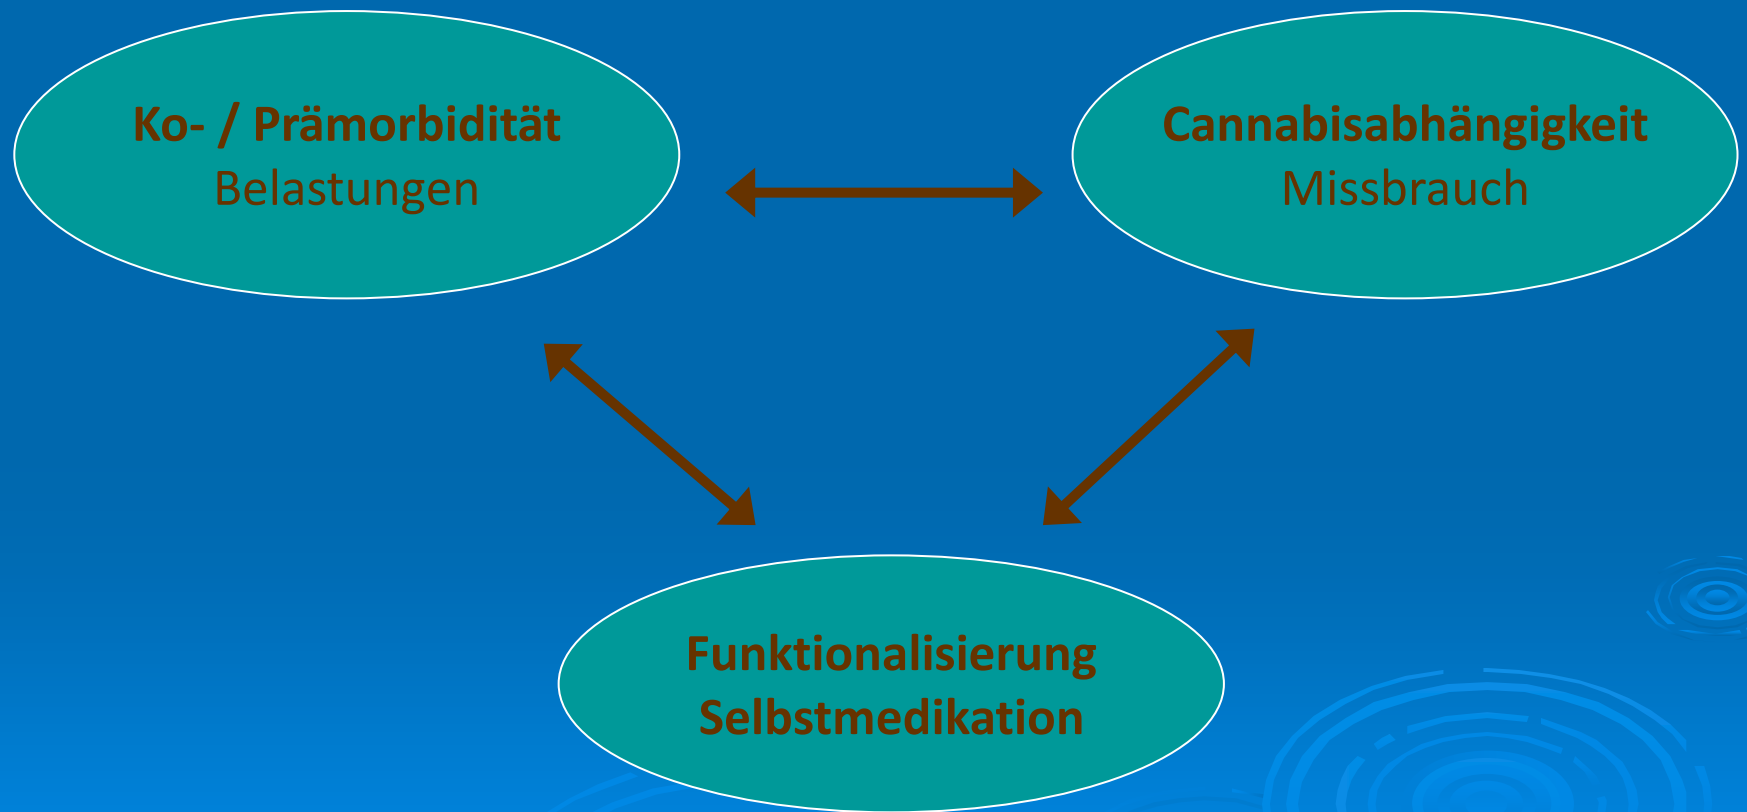 Ko- / Prämorbidität
Belastungen
Cannabisabhängigkeit
Missbrauch
Funktionalisierung
Selbstmedikation